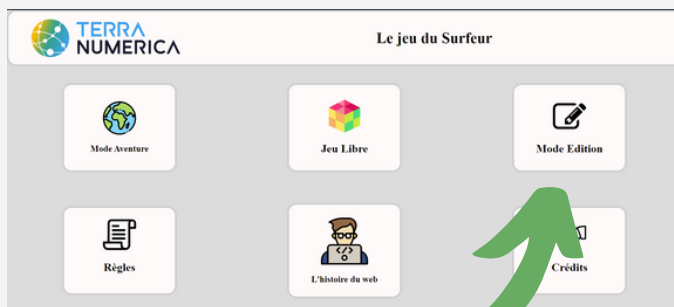 TERRA
NUMERICA
Le jeu du Surfeur
Mode Aventure
Jeu Libre
Mode Edition
Règles
L'histoire du web
Crédits